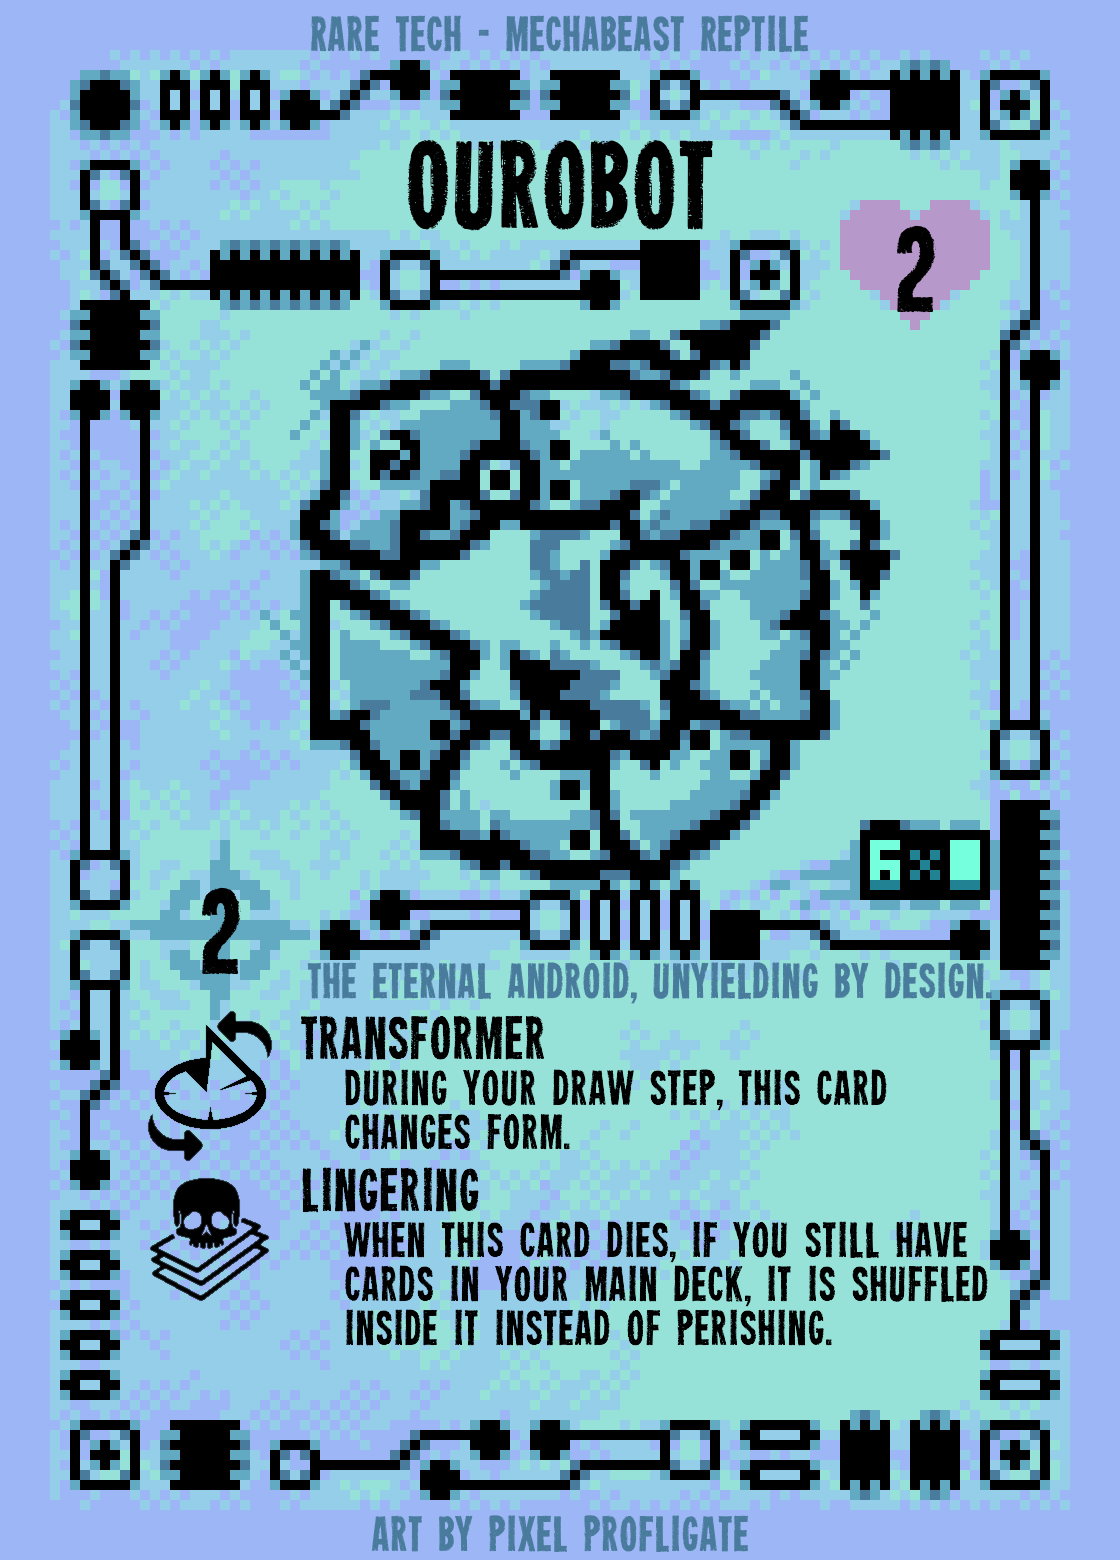 RARE TECH - MECHABEAST REPTILE
OUROBOT
2
6X
2
THE ETERNAL ANDROID, UNYIELDING BY DESIGN.
TRANSFORMER
DURING YOUR DRAW STEP, THIS CARD
CHANGES FORM.
LINGERING
WHEN THIS CARD DIES, IF YOU STILL HAVE
CARDS IN YOUR MAIN DECK, IT IS SHUFFLED
INSIDE IT INSTEAD OF PERISHING.
ART BY PIXEL PROFLIGATE